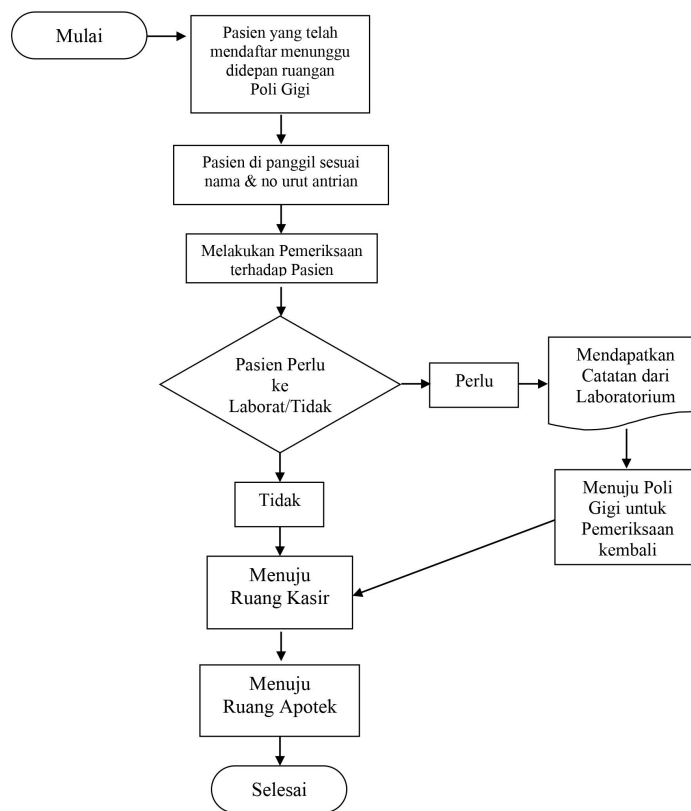 Mulai
Pasien yang telah
mendaftar menunggu
didepan ruangan
Poli Gigi
Pasien di panggil sesuai
nama & no urut antrian
Melakukan Pemeriksaan
terhadap Pasien
Pasien Perlu
ke
Laborat/Tidak
Perlu
Mendapatkan
Catatan dari
Laboratorium
Tidak
Menuju Poli
Gigi untuk
Pemeriksaan
kembali
Menuju
Ruang Kasir
Menuju
Ruang Apotek
Selesai